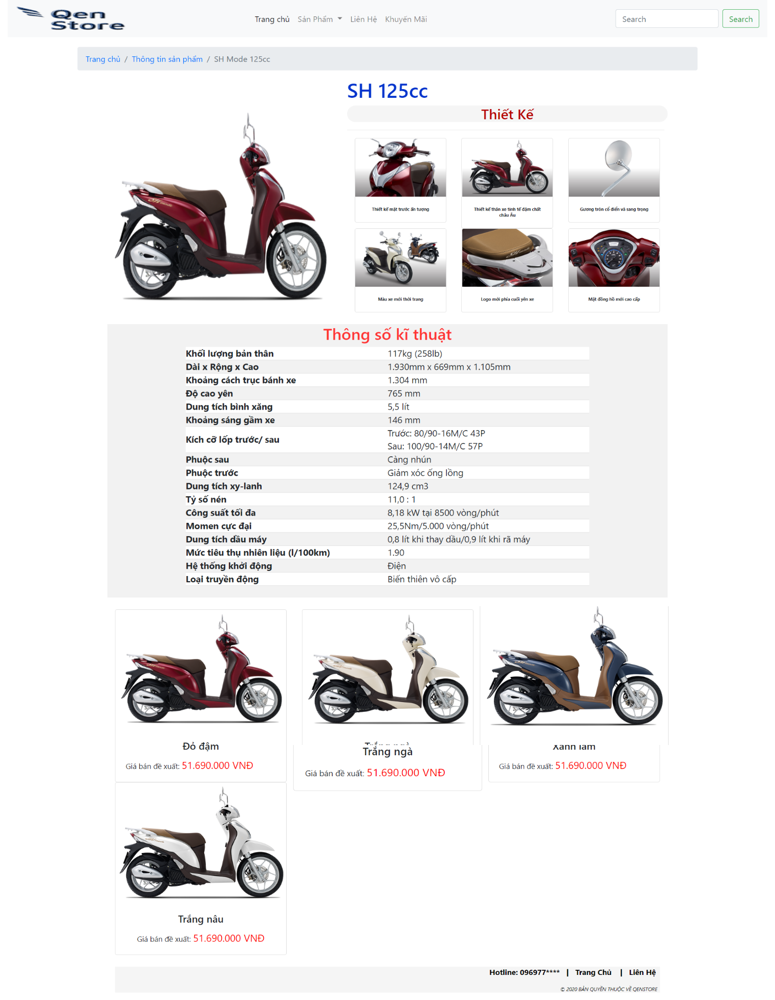 Qen
Store
Trang chủ Sản Phẩm Liên Hệ Khuyến Mãi
Search Search
Trang chủ / Thông tin sản phẩm / SH Mode 125cc
SH 125cc
Thiết Kế
Thiết kế mặt trước ấn tượng
Thiết kế thân xe tinh tế đậm chất
châu Âu
Gương tròn cổ điển và sang trọng
Màu xe mới thời trang
Logo mới phía cuối yên xe
Mặt đồng hồ mới cao cấp
Thông số kĩ thuật
Khối lượng bản thân 117kg (258lb)
Dài x Rộng x Cao 1.930mm x 669mm x 1.105mm
Khoảng cách trục bánh xe 1.304 mm
Độ cao yên 765 mm
Dung tích bình xăng 5,5 lít
Khoảng sáng gầm xe 146 mm
Kích cỡ lốp trước/ sau Trước: 80/90-16M/C 43P
Sau: 100/90-14M/C 57P
Phuộc sau Càng nhún
Phuộc trước Giảm xóc ống lồng
Dung tích xy-lanh 124,9 cm3
Tỷ số nén 11,0 : 1
Công suất tối đa 8,18 kW tại 8500 vòng/phút
Momen cực đại 25,5Nm/5.000 vòng/phút
Dung tích dầu máy 0,8 lít khi thay dầu/0,9 lít khi rã máy
Mức tiêu thụ nhiên liệu (l/100km) 1.90
Hệ thống khởi động Điện
Loại truyền động Biến thiên vô cấp
Đỏ đậm
Giá bán đề xuất: 51.690.000 VNĐ
Trắng ngà
Giá bán đề xuất: 51.690.000 VNĐ
Xanh lam
Giá bán đề xuất: 51.690.000 VNĐ
Trắng nâu
Giá bán đề xuất: 51.690.000 VNĐ
Hotline: 096977**** | Trang Chủ | Liên Hệ
© 2020 BẢN QUYỀN THUỘC VỀ QENSTORE